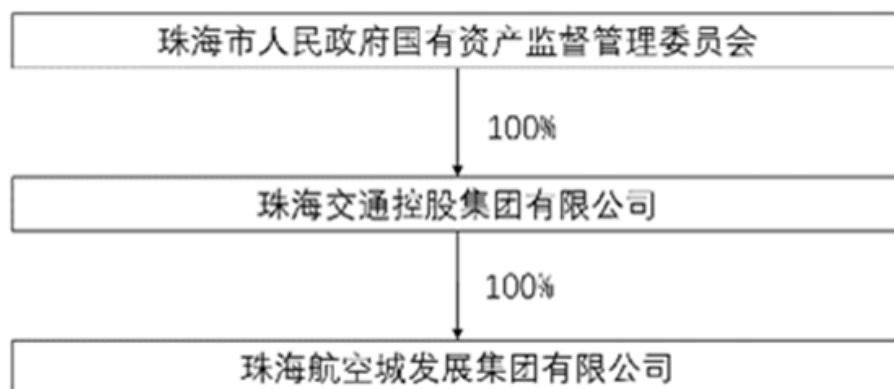 珠海市人民政府国有资产监督管理委员会
100%
珠海交通控股集团有限公司
100%
珠海航空城发展集团有限公司